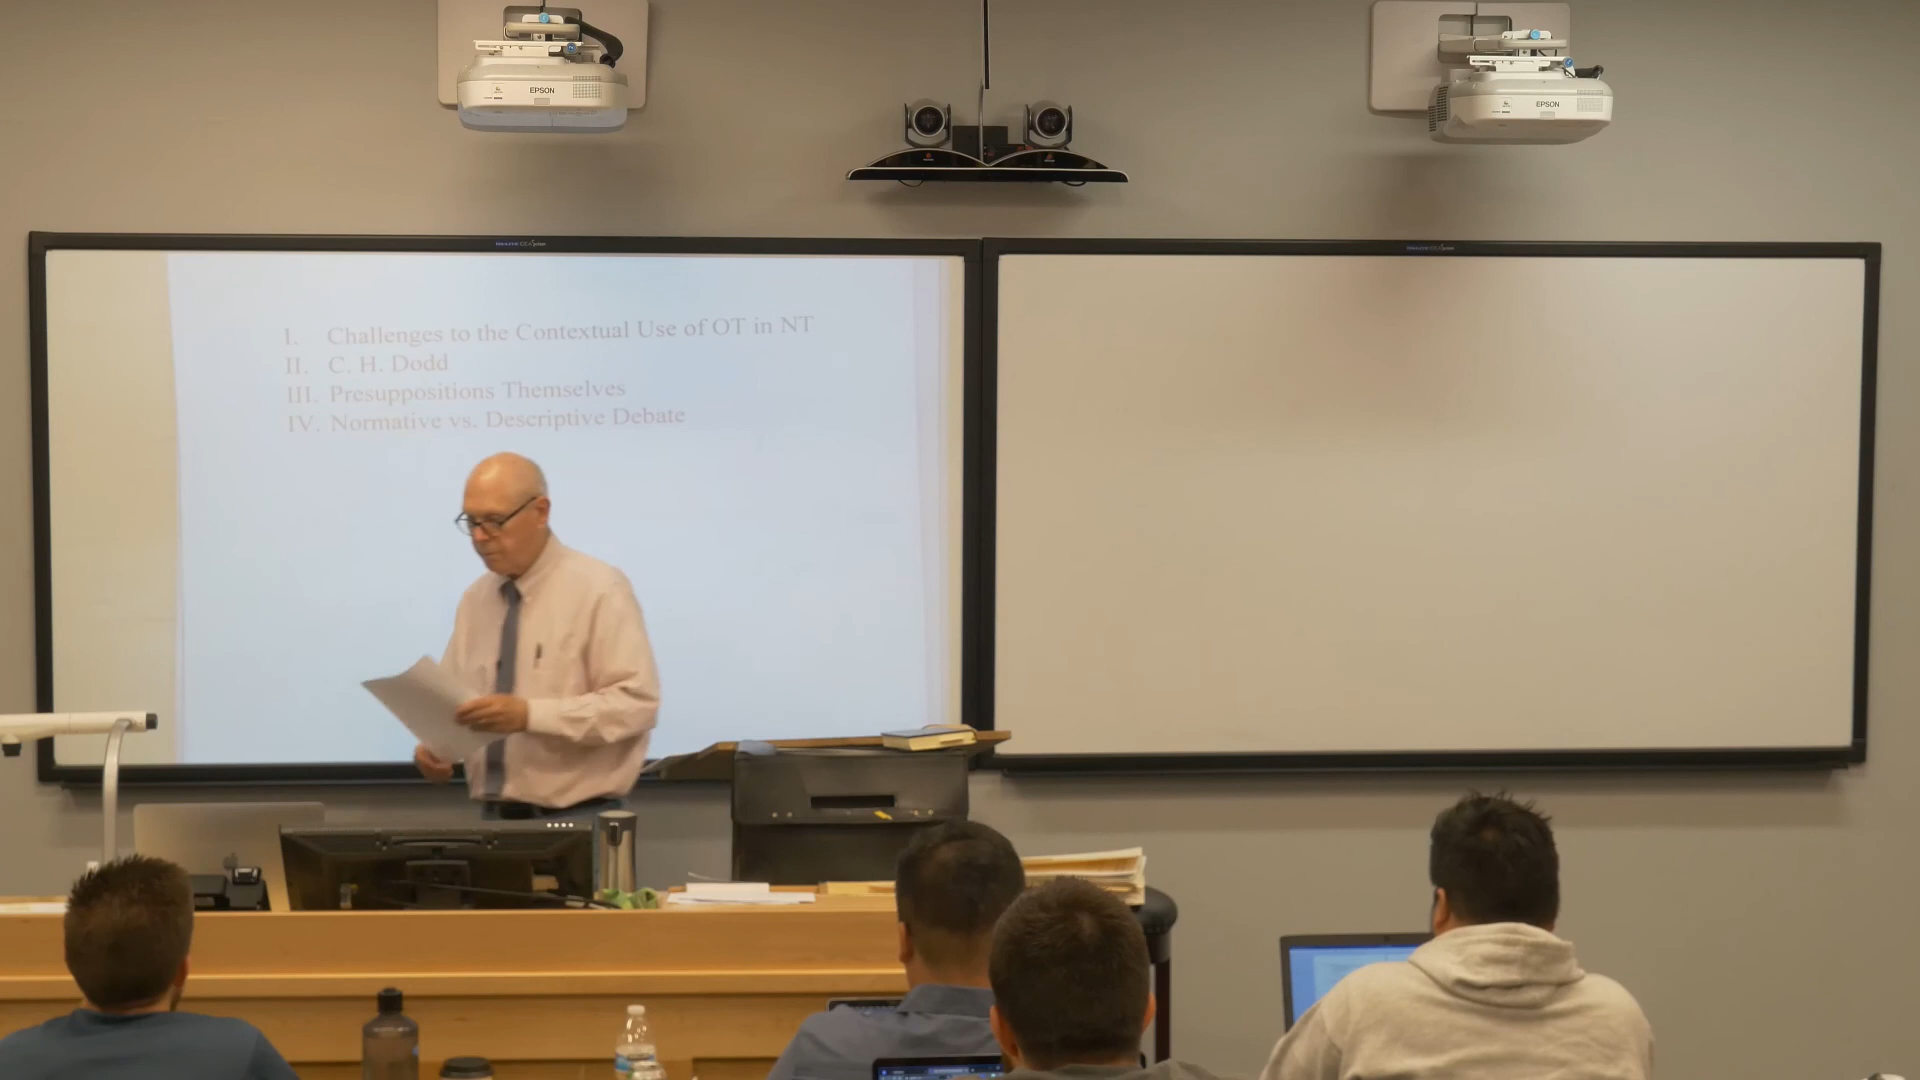 EPSON
EPSON
I. Challenges to the Contextual Use of OT in NT
II. C. H. Dodd
III. Presuppositions Themselves
IV. Normative vs. Descriptive Debate